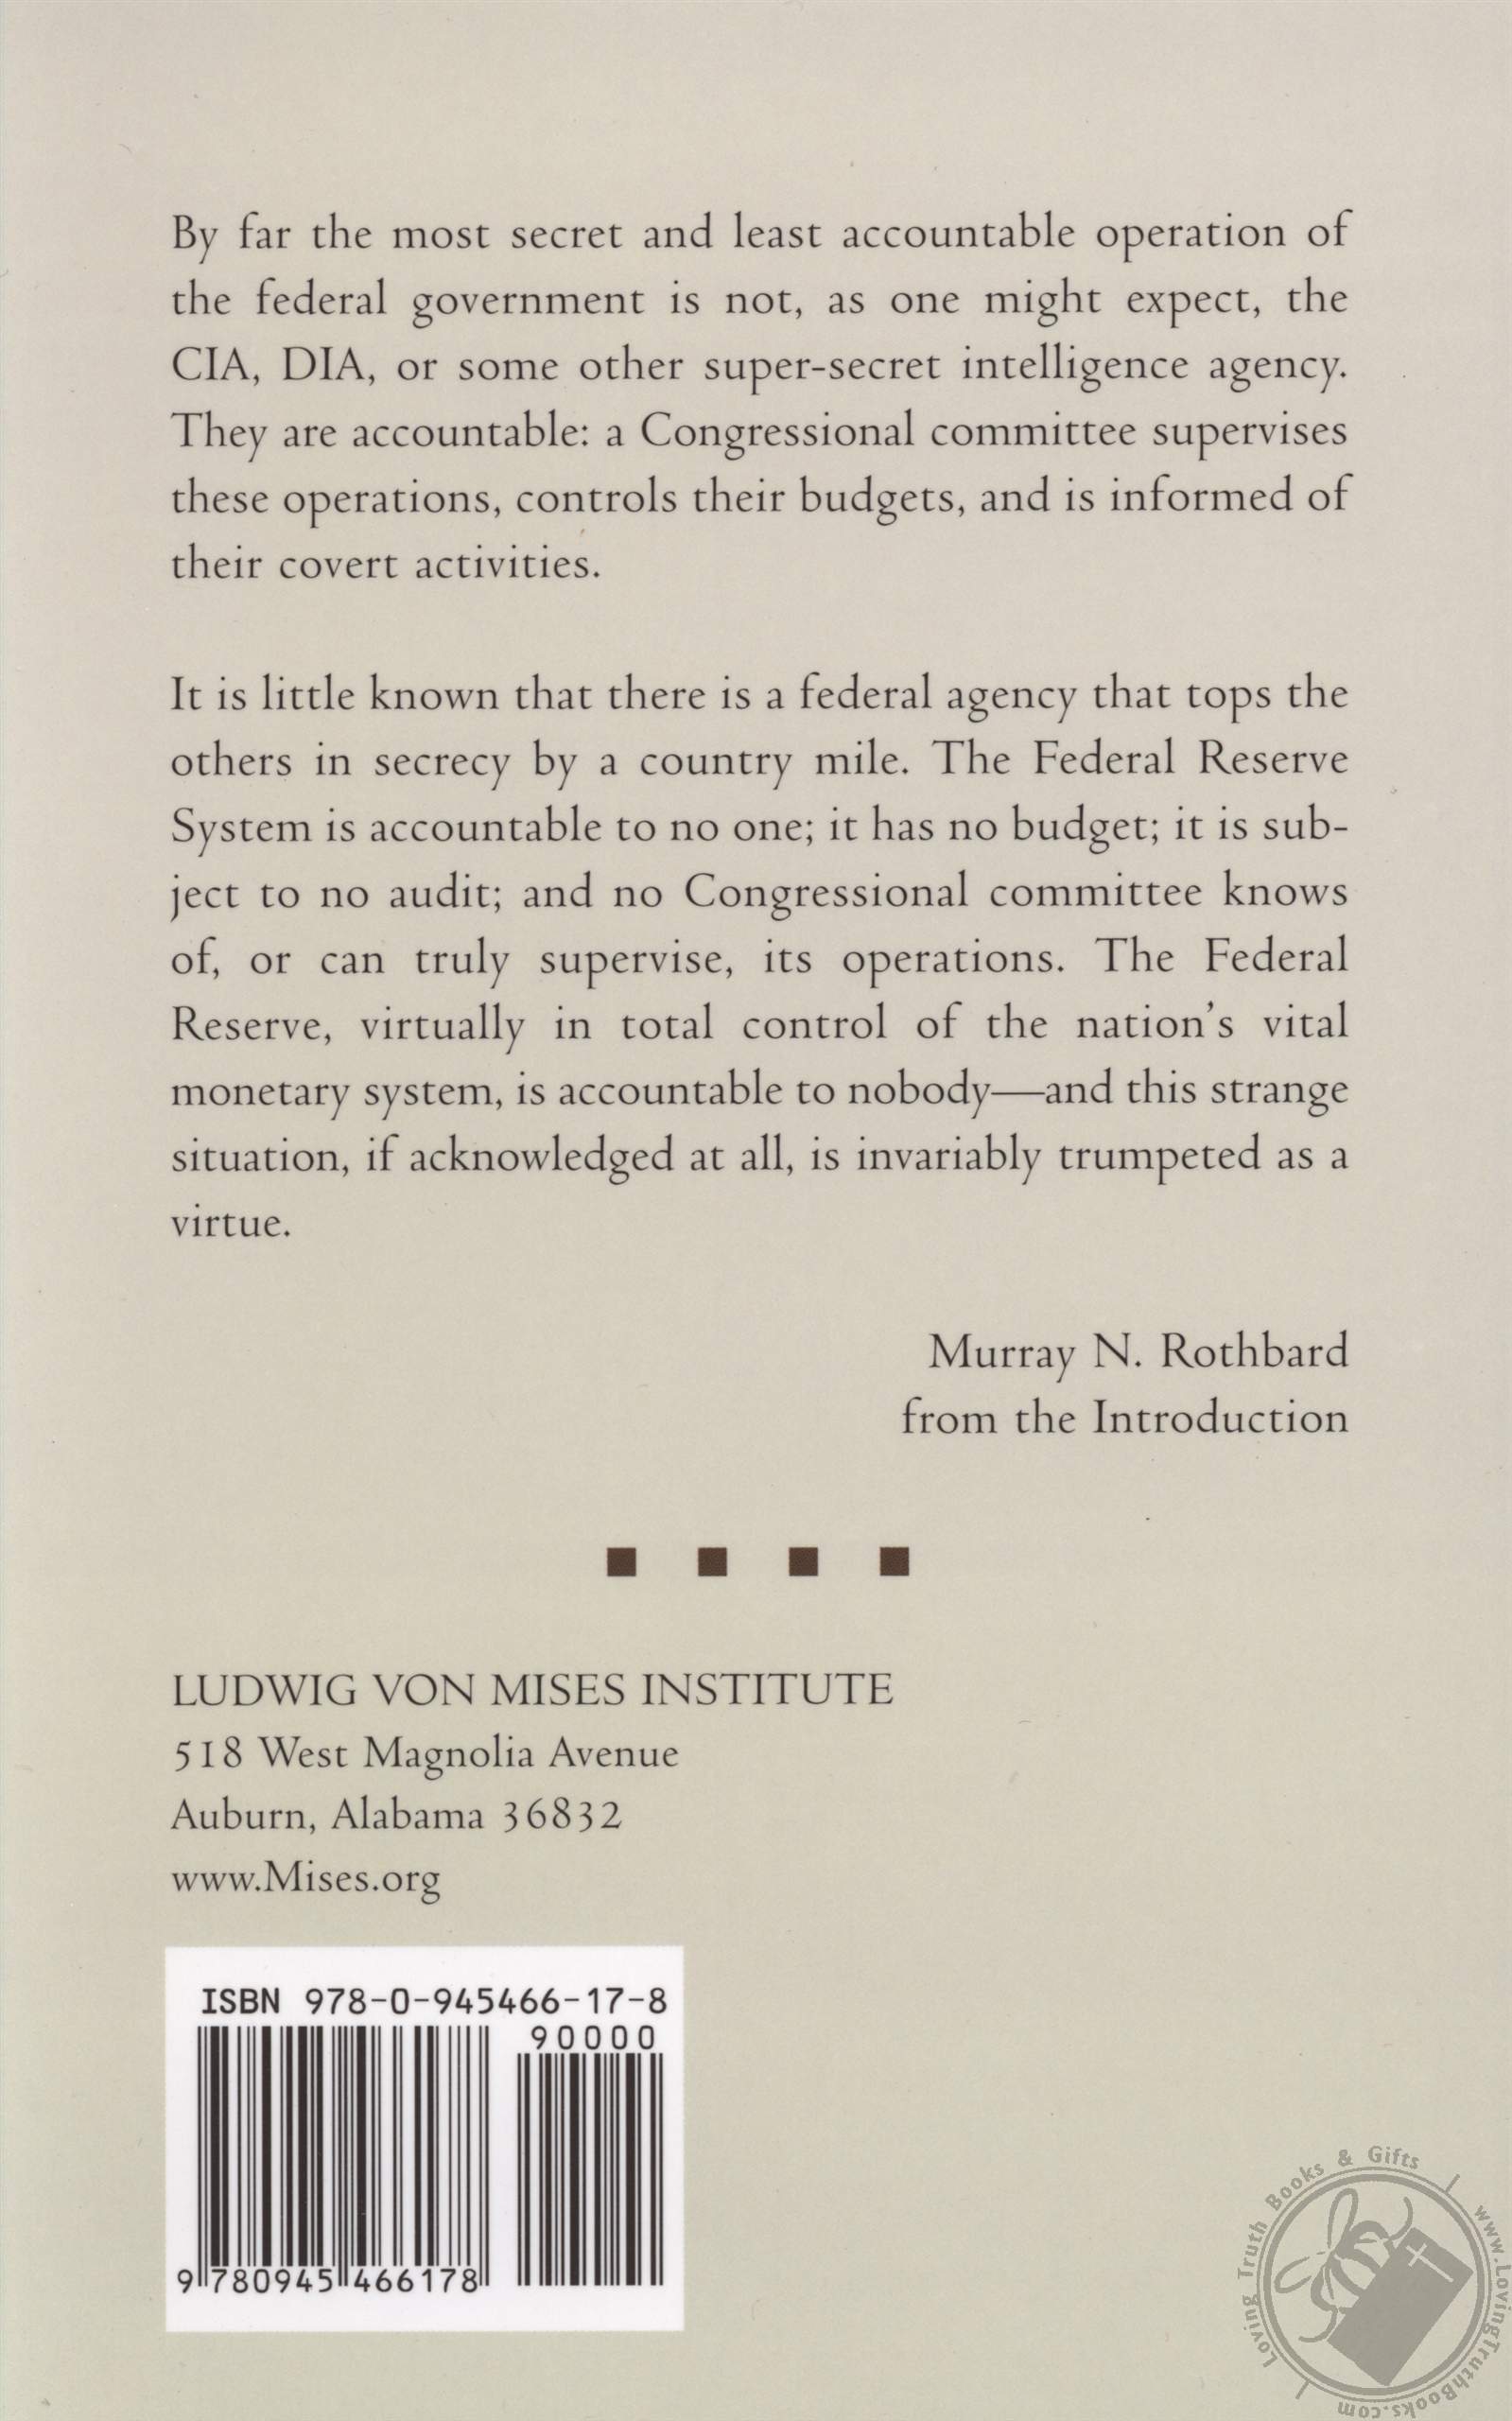 By far the most secret and least accountable operation of
the federal government is not, as one might expect, the
CIA, DIA, or some other super-secret intelligence agency.
They are accountable: a Congressional committee supervises
these operations, controls their budgets, and is informed of
their covert activities.
It is little known that there is a federal agency that tops the
others in secrecy by a country mile. The Federal Reserve
System is accountable to no one; it has no budget; it is sub-
ject to no audit; and no Congressional committee knows
of, or can truly supervise, its operations. The Federal
Reserve, virtually in total control of the nation's vital
monetary system, is accountable to nobody—and this strange
situation, if acknowledged at all, is invariably trumpeted as a
virtue.
Murray N. Rothbard
from the Introduction
LUDWIG VON MISES INSTITUTE
518 West Magnolia Avenue
Auburn, Alabama 36832
www.Mises.org
ISBN 978-0-945466-17-8
90000
9 780945 466178
Loving Truth Books & Gifts | www.LovingTruthBooks.com |